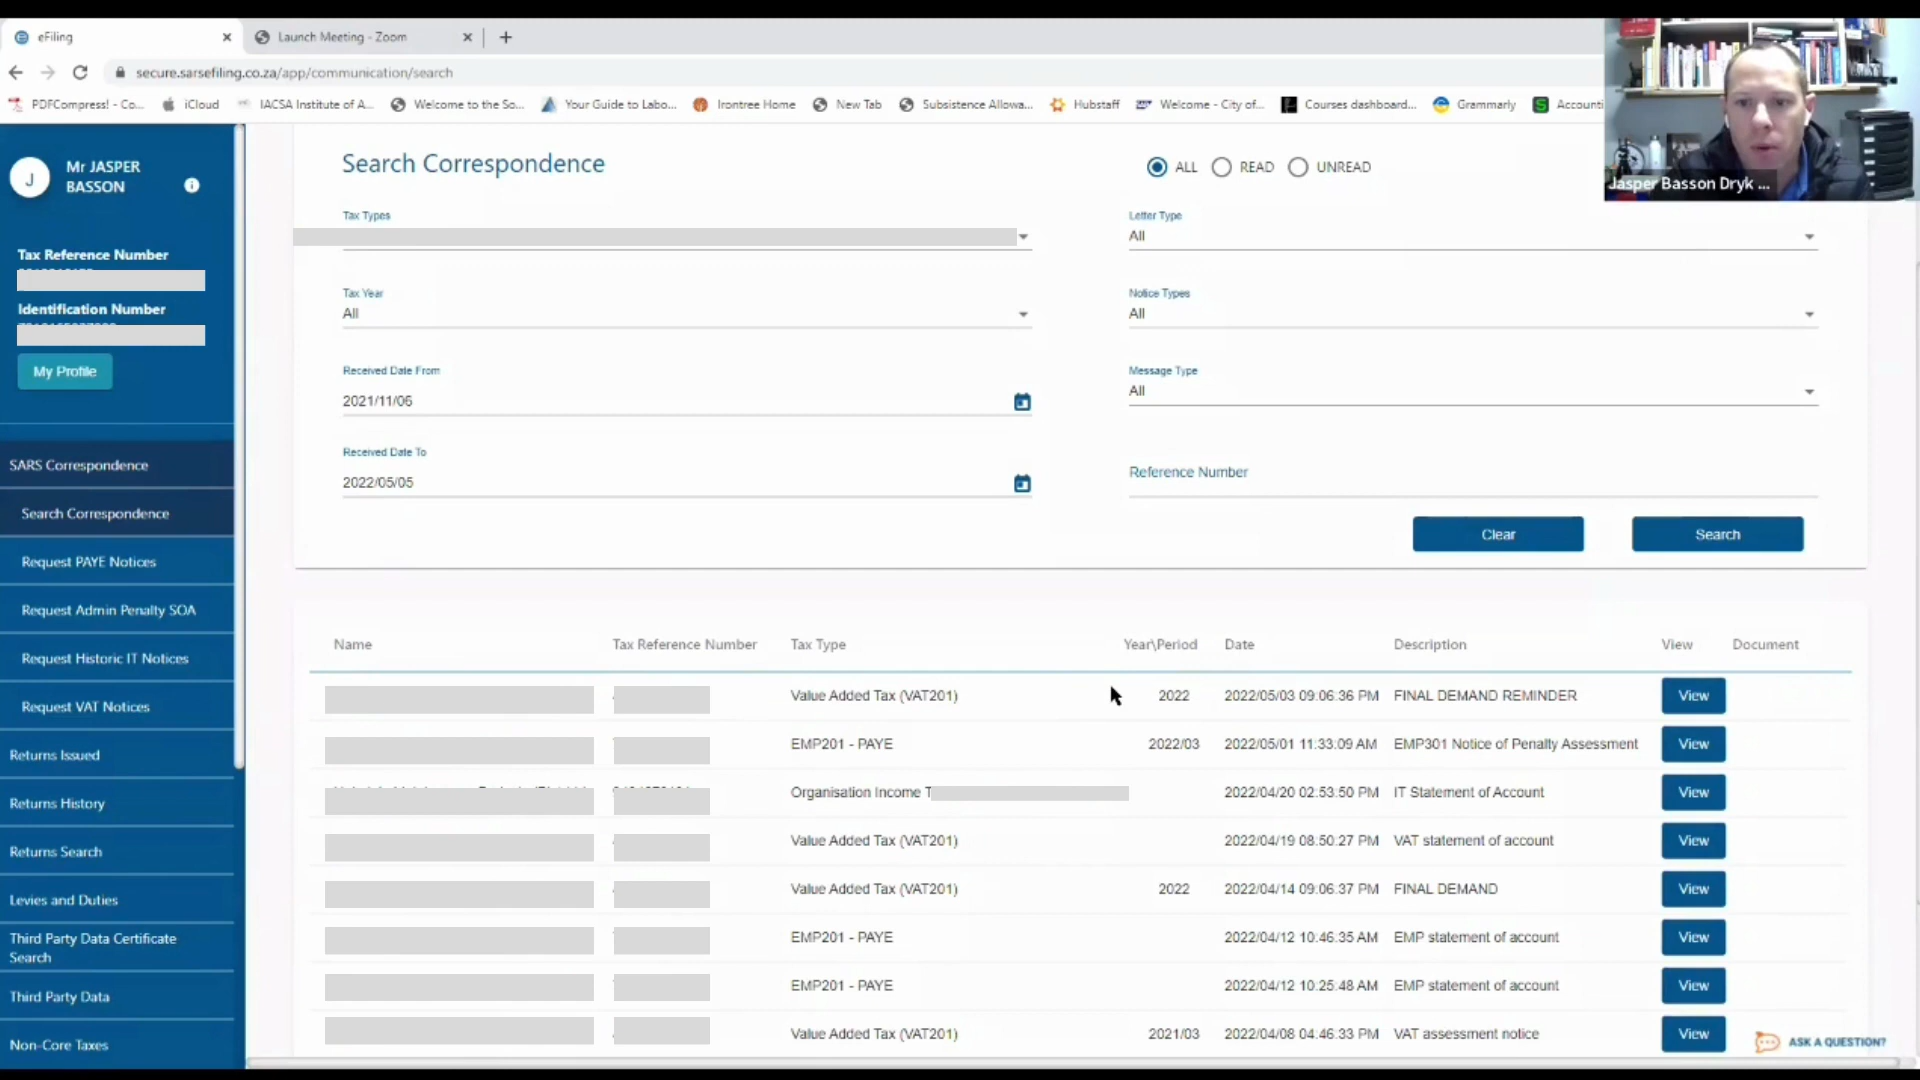 eFiling
Launch Meeting - Zoom
secure.sarsefiling.co.za/app/communication/search
PDFCompress! - Co...
iCloud
IACSA Institute of A...
Welcome to the So...
Your Guide to Labo...
Irontree Home
New Tab
Subsistence Allowa...
Hubstaff
Welcome - City of...
Courses dashboard...
Grammarly
Accounti
Jasper Basson Dryk ...
J
Mr JASPER
BASSON
Tax Reference Number
Identification Number
My Profile
SARS Correspondence
Search Correspondence
Request PAYE Notices
Request Admin Penalty SOA
Request Historic IT Notices
Request VAT Notices
Returns Issued
Returns History
Returns Search
Levies and Duties
Third Party Data Certificate
Search
Third Party Data
Non-Core Taxes
Search Correspondence
ALL READ UNREAD
Tax Types
Letter Type
All
Tax Year
All
Notice Types
All
Received Date From
2021/11/06
Message Type
All
Received Date To
2022/05/05
Reference Number
Clear Search
Name Tax Reference Number Tax Type Year\Period Date Description View Document
Value Added Tax (VAT201) 2022 2022/05/03 09:06:36 PM FINAL DEMAND REMINDER View
EMP201 - PAYE 2022/03 2022/05/01 11:33:09 AM EMP301 Notice of Penalty Assessment View
Organisation Income T 2022/04/20 02:53:50 PM IT Statement of Account View
Value Added Tax (VAT201) 2022/04/19 08:50:27 PM VAT statement of account View
Value Added Tax (VAT201) 2022 2022/04/14 09:06:37 PM FINAL DEMAND View
EMP201 - PAYE 2022/04/12 10:46:35 AM EMP statement of account View
EMP201 - PAYE 2022/04/12 10:25:48 AM EMP statement of account View
Value Added Tax (VAT201) 2021/03 2022/04/08 04:46:33 PM VAT assessment notice View
ASK A QUESTION?